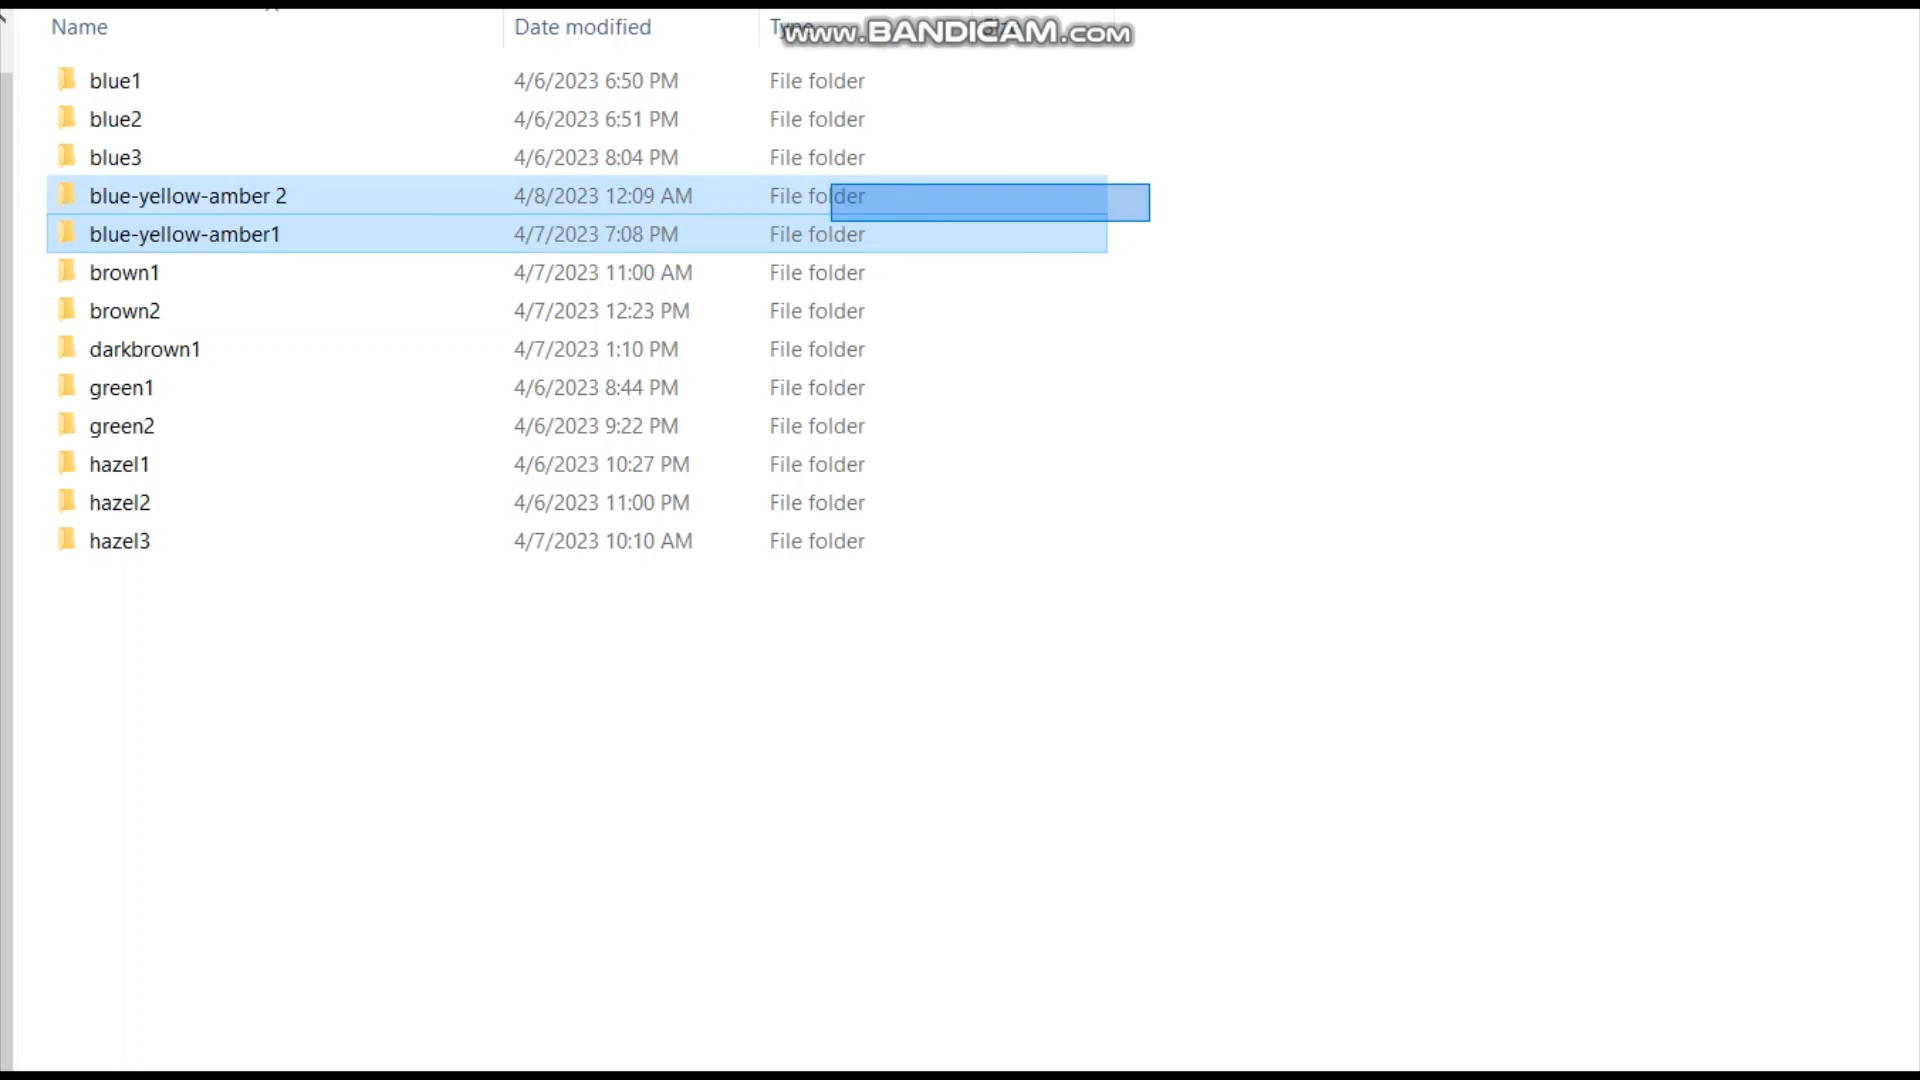 Name Date modified Type Size
www.BANDICAM.com
blue1 4/6/2023 6:50 PM File folder
blue2 4/6/2023 6:51 PM File folder
blue3 4/6/2023 8:04 PM File folder
blue-yellow-amber 2 4/8/2023 12:09 AM File folder
blue-yellow-amber1 4/7/2023 7:08 PM File folder
brown1 4/7/2023 11:00 AM File folder
brown2 4/7/2023 12:23 PM File folder
darkbrown1 4/7/2023 1:10 PM File folder
green1 4/6/2023 8:44 PM File folder
green2 4/6/2023 9:22 PM File folder
hazel1 4/6/2023 10:27 PM File folder
hazel2 4/6/2023 11:00 PM File folder
hazel3 4/7/2023 10:10 AM File folder